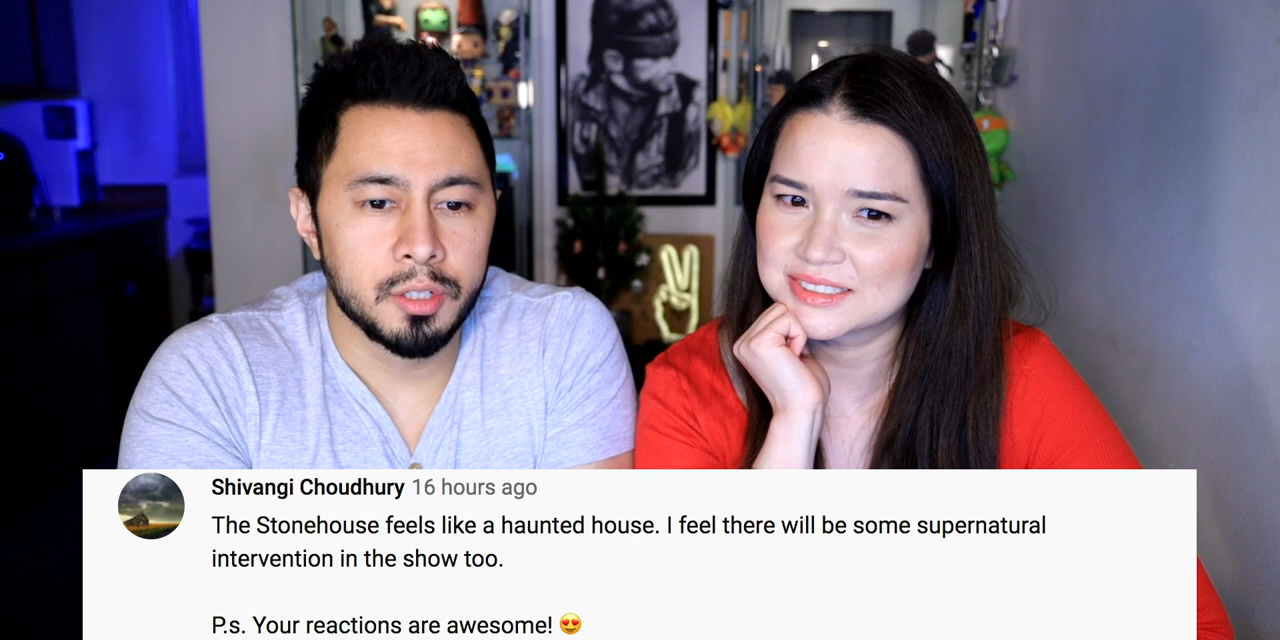 Shivangi Choudhury 16 hours ago
The Stonehouse feels like a haunted house. I feel there will be some supernatural
intervention in the show too.
P.s. Your reactions are awesome! 😍